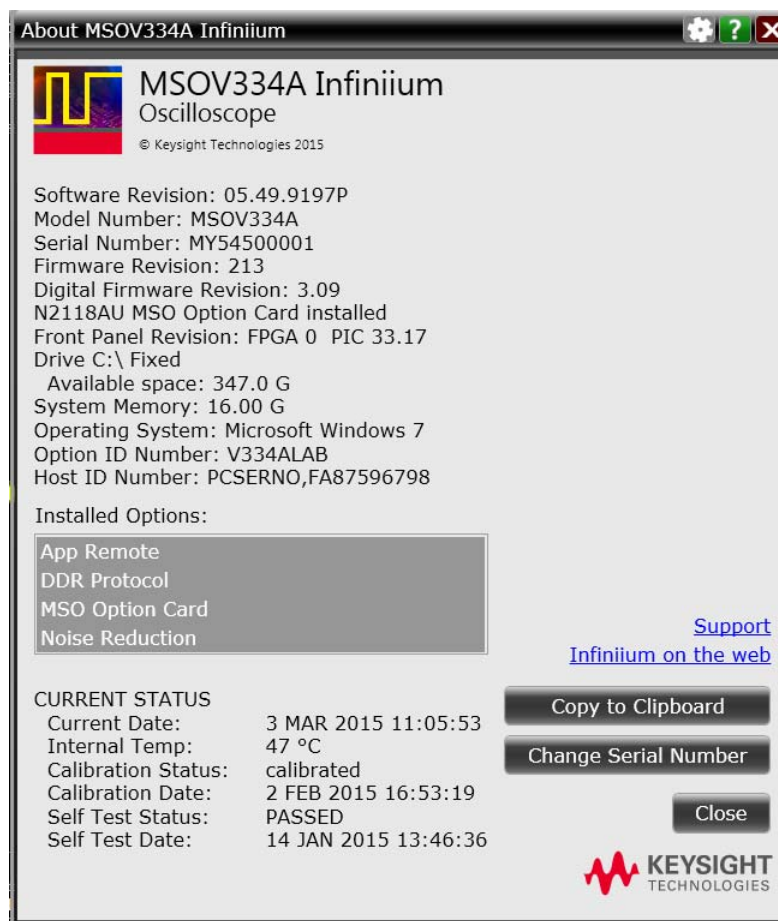 About MSOV334A Infiniium
?
MSOV334A Infiniium
Oscilloscope
© Keysight Technologies 2015
Software Revision: 05.49.9197P
Model Number: MSOV334A
Serial Number: MY54500001
Firmware Revision: 213
Digital Firmware Revision: 3.09
N2118AU MSO Option Card installed
Front Panel Revision: FPGA 0 PIC 33.17
Drive C:\ Fixed
Available space: 347.0 G
System Memory: 16.00 G
Operating System: Microsoft Windows 7
Option ID Number: V334ALAB
Host ID Number: PCSERNO,FA87596798
Installed Options:
App Remote
DDR Protocol
MSO Option Card
Noise Reduction
Support
Infiniium on the web
CURRENT STATUS
Current Date: 3 MAR 2015 11:05:53
Internal Temp: 47 °C
Calibration Status: calibrated
Calibration Date: 2 FEB 2015 16:53:19
Self Test Status: PASSED
Self Test Date: 14 JAN 2015 13:46:36
Copy to Clipboard
Change Serial Number
Close
KEYSIGHT
TECHNOLOGIES